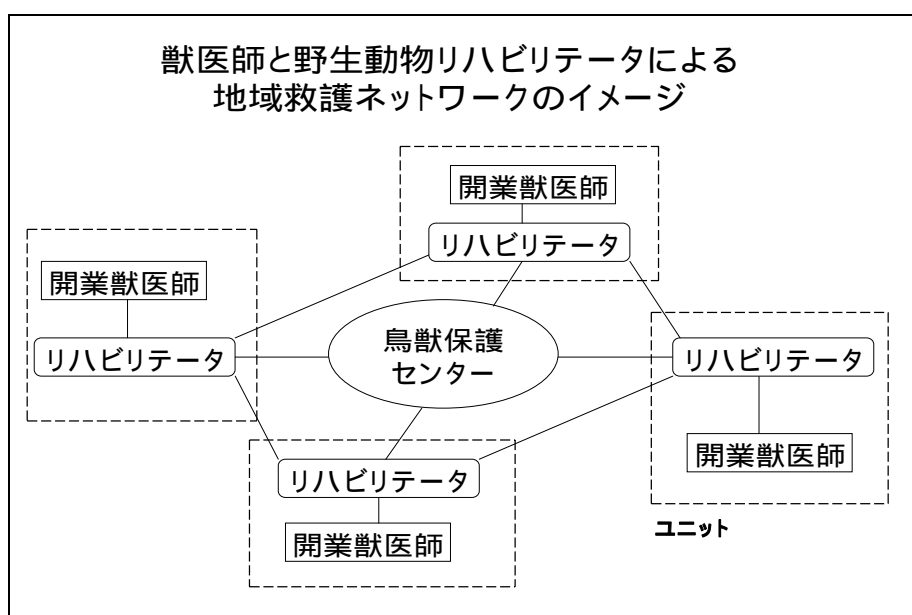 獣医師と野生動物リハビリテータによる
地域救護ネットワークのイメージ
開業獣医師
リハビリテータ
開業獣医師
リハビリテータ
鳥獣保護
センター
リハビリテータ
開業獣医師
リハビリテータ
開業獣医師
ユニット